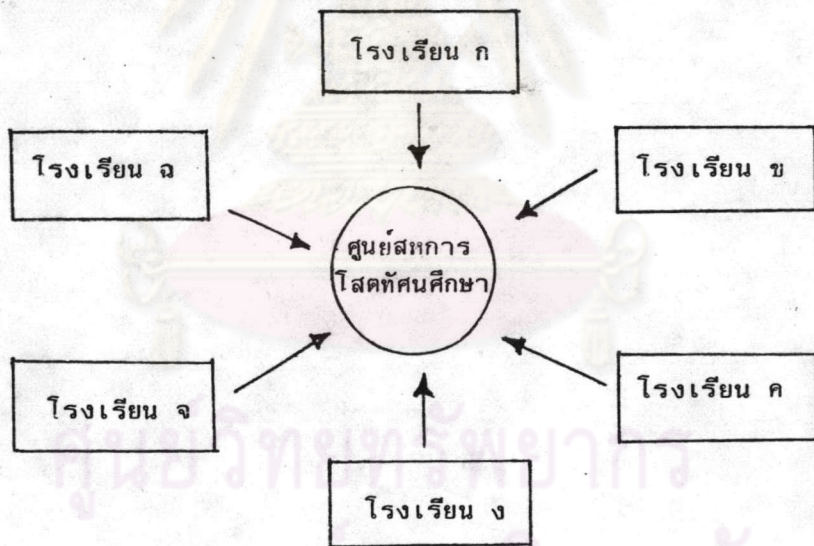 โรงเรียน ก
โรงเรียน ฉ
โรงเรียน ข
ศูนย์สหการ
โสตทัศนศึกษา
โรงเรียน จ
โรงเรียน ค
โรงเรียน ง
ศูนย์วิทยทรัพยากร